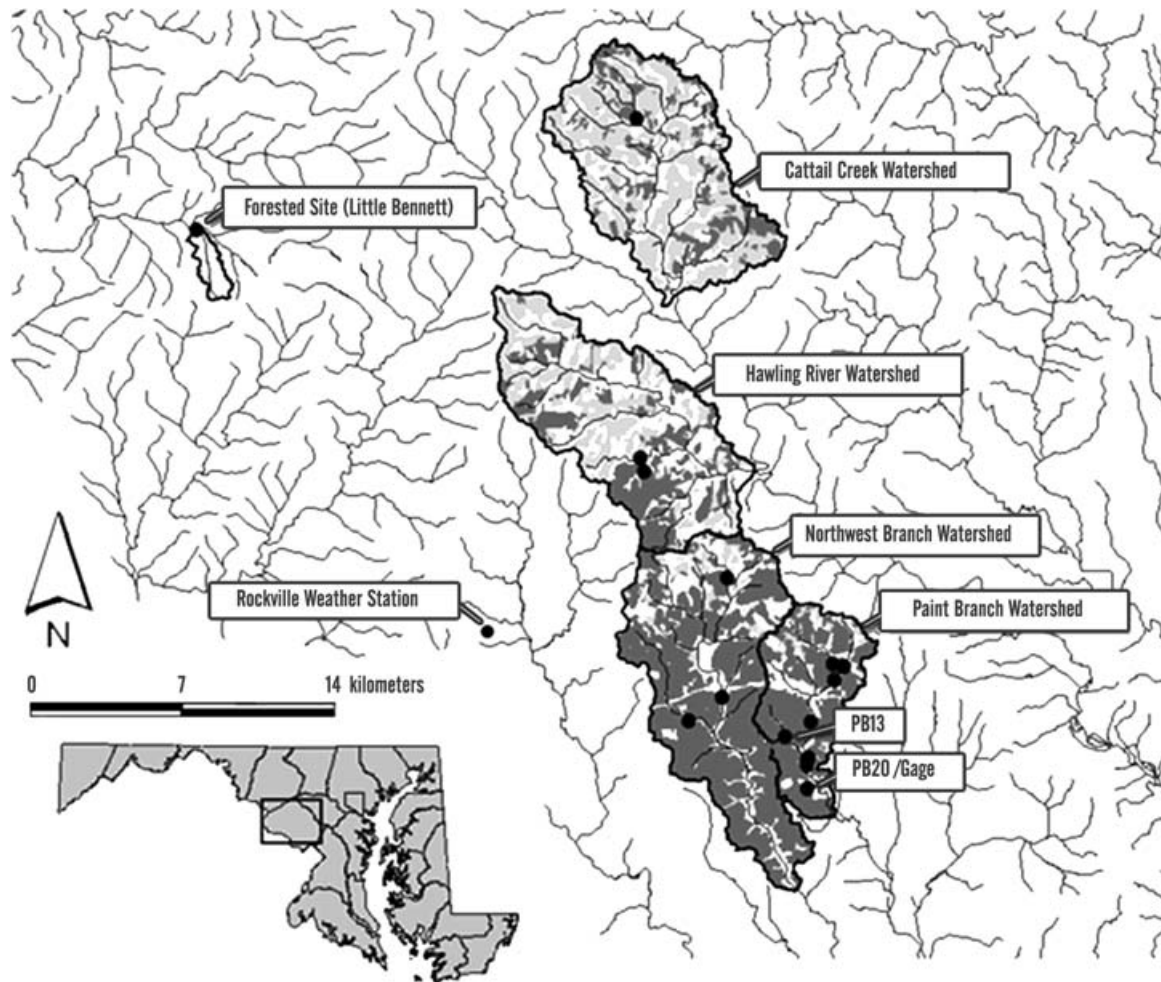 Cattail Creek Watershed
Forested Site (Little Bennett)
Hawling River Watershed
Northwest Branch Watershed
Rockville Weather Station
Paint Branch Watershed
N
0 7 14 kilometers
PB13
PB20 /Gage